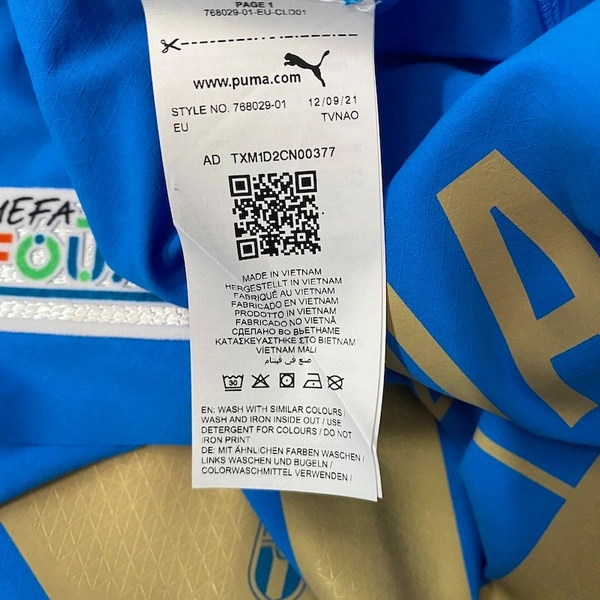 PAGE 1
768029-01-EU-CLD01
www.puma.com
STYLE NO. 768029-01 12/09/21
EU TVNAO
AD TXM1D2CN00377
MADE IN VIETNAM
HERGESTELLT IN VIETNAM
FABRIQUÉ AU VIETNAM
FABRICADO EN VIETNAM
PRODOTTO IN VIETNAM
FABRICADO NO VIETNÃ
СДЕЛАНО ВО ВЬЕТНАМЕ
ΚΑΤΑΣΚΕΥΑΣΤΗΚΕ ΣΤΟ ΒΙΕΤΝΑΜ
VİETNAM MALI
صنع في فيتنام
30
EN: WASH WITH SIMILAR COLOURS /
WASH AND IRON INSIDE OUT / USE
DETERGENT FOR COLOURS / DO NOT
IRON PRINT
DE: MIT ÄHNLICHEN FARBEN WASCHEN /
LINKS WASCHEN UND BÜGELN /
COLORWASCHMITTEL VERWENDEN /
UEFA
FOU
A